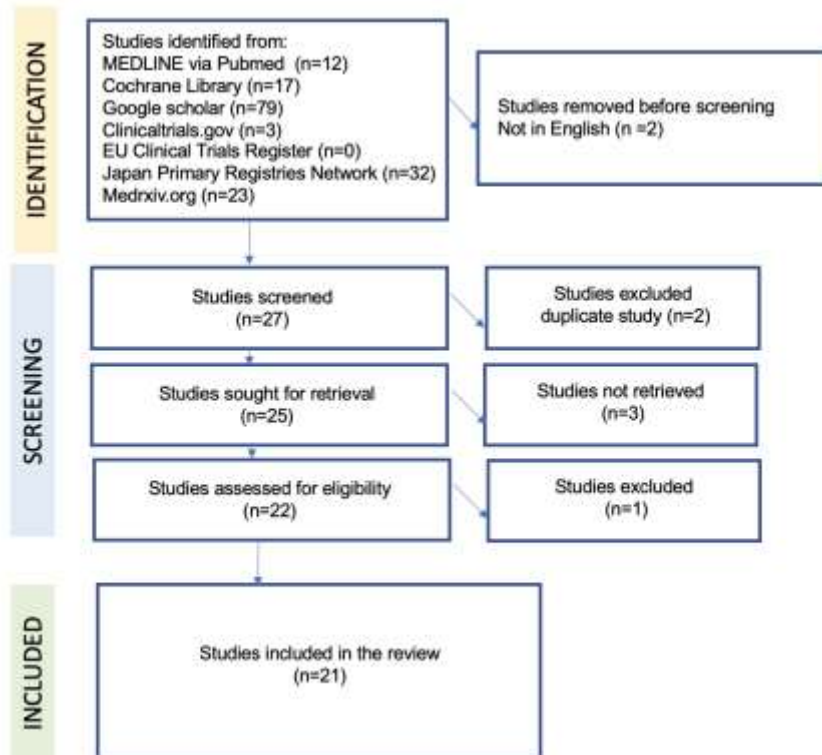 IDENTIFICATION
Studies identified from:
MEDLINE via Pubmed (n=12)
Cochrane Library (n=17)
Google scholar (n=79)
Clinicaltrials.gov (n=3)
EU Clinical Trials Register (n=0)
Japan Primary Registries Network (n=32)
Medrxiv.org (n=23)
Studies removed before screening
Not in English (n =2)
SCREENING
Studies screened
(n=27)
Studies excluded
duplicate study (n=2)
Studies sought for retrieval
(n=25)
Studies not retrieved
(n=3)
Studies assessed for eligibility
(n=22)
Studies excluded
(n=1)
INCLUDED
Studies included in the review
(n=21)